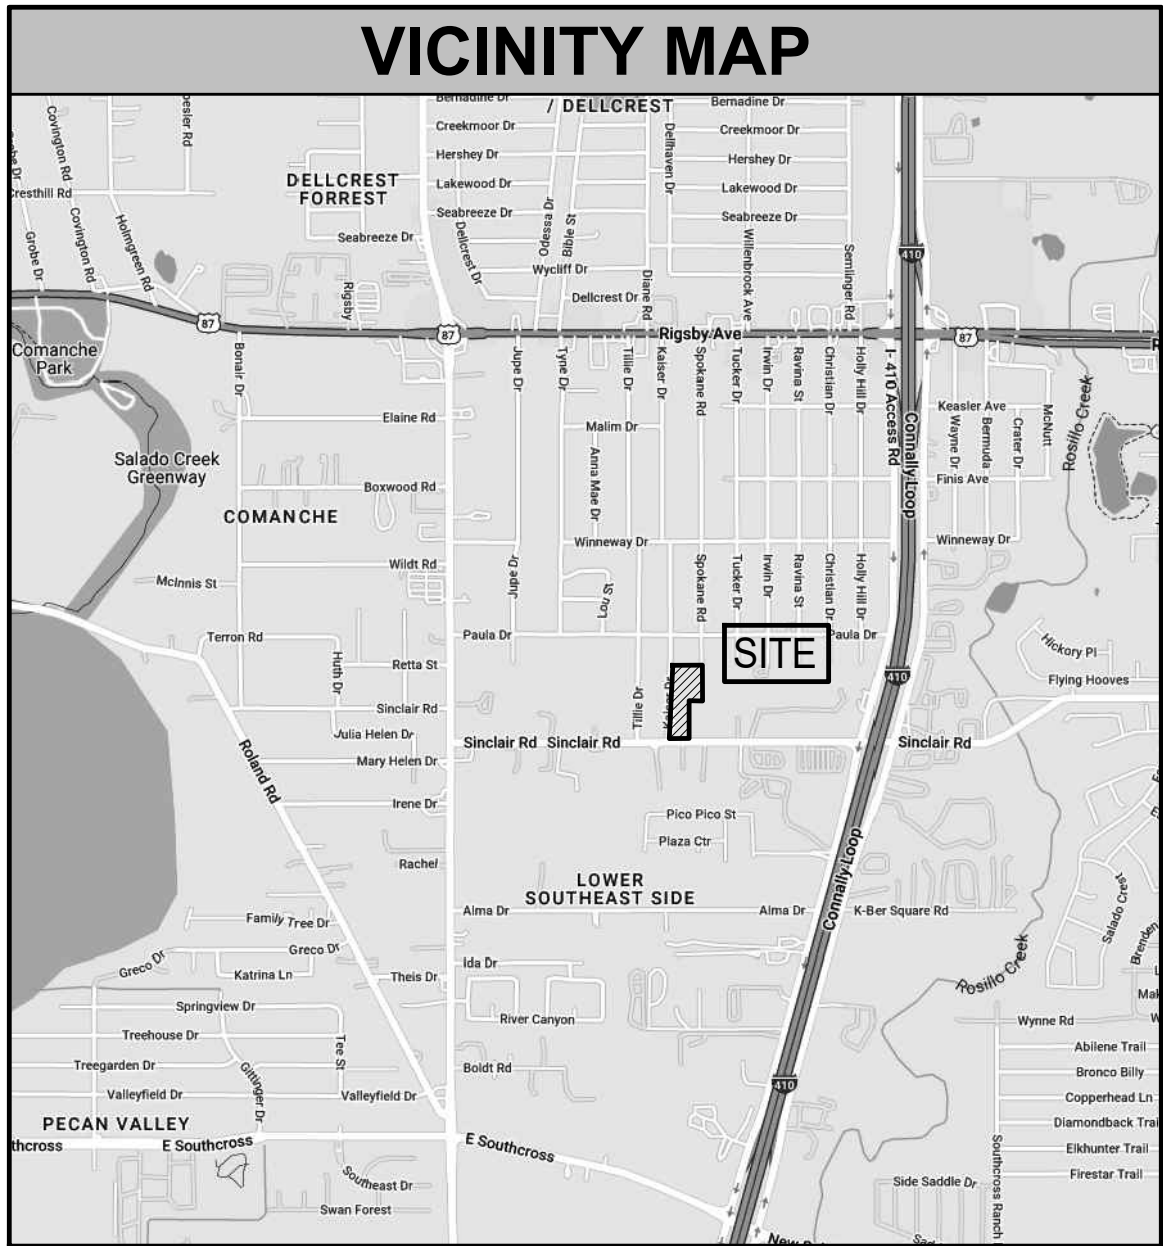 VICINITY MAP
Bernadine Dr
/ DELLCREST
Bernadine Dr
Creekmoor Dr
Creekmoor Dr
Covington Rd
Dellhaven Dr
Hershey Dr
Hershey Dr
DELLCREST
FORREST
Lakewood Dr
Lakewood Dr
Seabreeze Dr
Seabreeze Dr
Seabreeze Dr
Grobe Dr
Covington Rd
Holmgreen Rd
Dellcrest Dr
Odessa Dr
Bible St
Willenbrock Ave
Semlinger Rd
410
Wycliff Dr
Diane Rd
Rigsby
Dellcrest Dr
87
87
Rigsby Ave
87
Comanche
Park
Bonair Dr
Jupe Dr
Tyne Dr
Tillie Dr
Kaiser Dr
Spokane Rd
Tucker Dr
Irwin Dr
Ravina St
Christian Dr
Holly Hill Dr
I- 410 Access Rd
Connally Loop
Elaine Rd
Malim Dr
Keasler Ave
Wayne Dr
Bermuda
Crater Dr
McNutt
Rosillo Creek
Salado Creek
Greenway
Anna Mae Dr
Boxwood Rd
Finis Ave
COMANCHE
Winneway Dr
Winneway Dr
Wildt Rd
McInnis St
Judne Dr
Lori St
Spokane Rd
Tucker Dr
Irwin Dr
Ravina St
Christian Dr
Holly Hill Dr
Terron Rd
Paula Dr
Paula Dr
SITE
Huth Dr
Retta St
Hickory Pl
Flying Hooves
410
Tillie Dr
Sinclair Rd
Julia Helen Dr
Sinclair Rd
Sinclair Rd
Sinclair Rd
Roland Rd
Mary Helen Dr
Irene Dr
Pico Pico St
Plaza Ctr
Rachel
Connally Loop
LOWER
SOUTHEAST SIDE
Alma Dr
Alma Dr
K-Ber Square Rd
Salado Crest
Family Tree Dr
Greco Dr
Greco Dr
Katrina Ln
Ida Dr
Theis Dr
Rosillo Creek
Springview Dr
River Canyon
Wynne Rd
Treehouse Dr
Tee St
Abilene Trail
Treegarden Dr
Gittinger Dr
Boldt Rd
Bronco Billy
410
Valleyfield Dr
Valleyfield Dr
Copperhead Ln
PECAN VALLEY
E Southcross
E Southcross
Elkhunter Trail
Firestar Trail
Southeast Dr
Side Saddle Dr
Southcross Ranch
Swan Forest